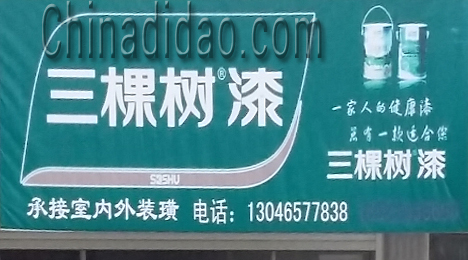 Chinadidao.com
三棵树®漆
SKSHU
一家人的健康漆
总有一款适合您
三棵树漆
承接室内外装璜 电话：13046577838